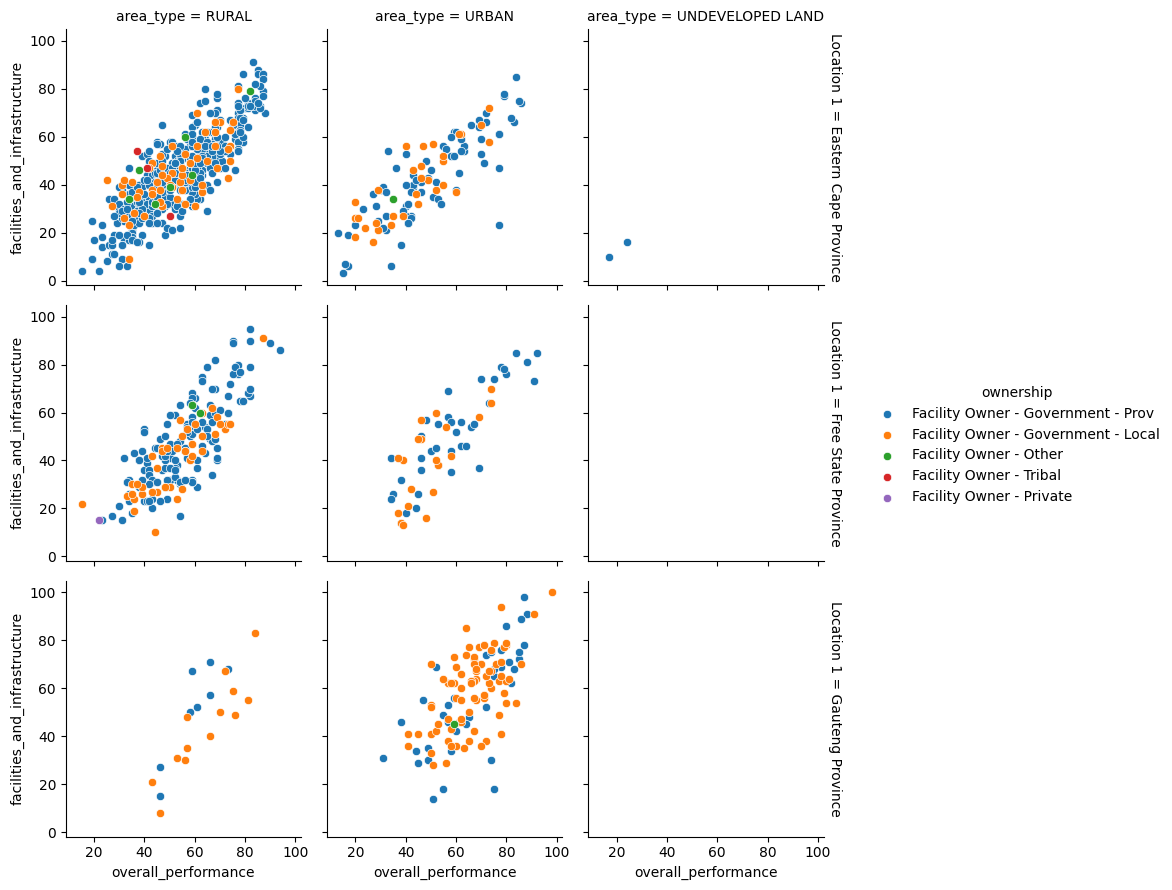 area_type = RURAL
area_type = URBAN
area_type = UNDEVELOPED LAND
100
80
60
40
20
0
facilities_and_infrastructure
Location 1 = Eastern Cape Province
100
80
60
40
20
0
facilities_and_infrastructure
Location 1 = Free State Province
ownership
Facility Owner - Government - Prov
Facility Owner - Government - Local
Facility Owner - Other
Facility Owner - Tribal
Facility Owner - Private
100
80
60
40
20
0
facilities_and_infrastructure
Location 1 = Gauteng Province
20 40 60 80 100
20 40 60 80 100
20 40 60 80 100
overall_performance
overall_performance
overall_performance